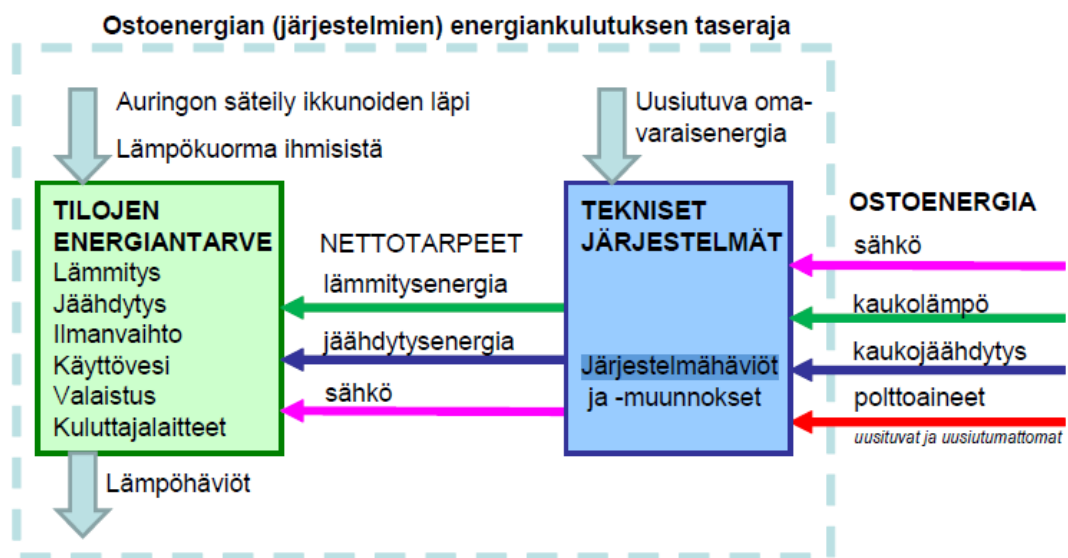 Ostoenergian (järjestelmien) energiankulutuksen taseraja
Auringon säteily ikkunoiden läpi
Lämpökuorma ihmisistä
Uusiutuva oma-
varaisenergia
TILOJEN
ENERGIANTARVE
Lämmitys
Jäähdytys
Ilmanvaihto
Käyttövesi
Valaistus
Kuluttajalaitteet
NETTOTARPEET
lämmitysenergia
jäähdytysenergia
sähkö
TEKNISET
JÄRJESTELMÄT
Järjestelmähäviöt
ja -muunnokset
OSTOENERGIA
sähkö
kaukolämpö
kaukojäähdytys
polttoaineet
uusituvat ja uusiutumattomat
Lämpöhäviöt